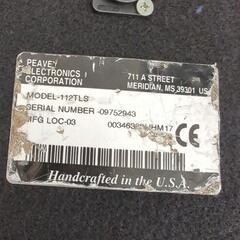 PEAVEY
ELECTRONICS
CORPORATION
711 A STREET
MERIDIAN, MS 39301 US
MODEL-112TLS
SERIAL NUMBER -09752943
MFG LOC-03
Handcrafted in the U.S.A.